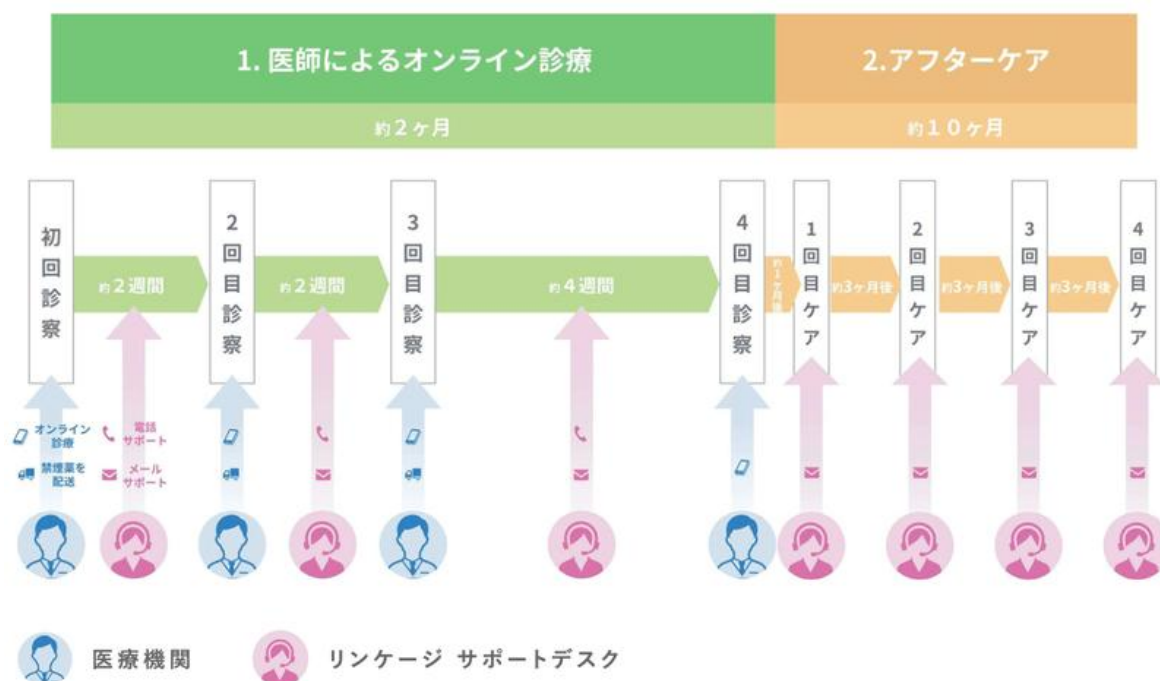 1. 医師によるオンライン診療
2.アフターケア
約２ヶ月
約１０ヶ月
初回診察
約２週間
2回目診察
約２週間
3回目診察
約４週間
4回目診察
約1ヶ月後
1回目ケア
約3ヶ月後
2回目ケア
約3ヶ月後
3回目ケア
約3ヶ月後
4回目ケア
オンライン
診療
電話
サポート
禁煙薬を
配送
メール
サポート
医療機関
リンケージ サポートデスク